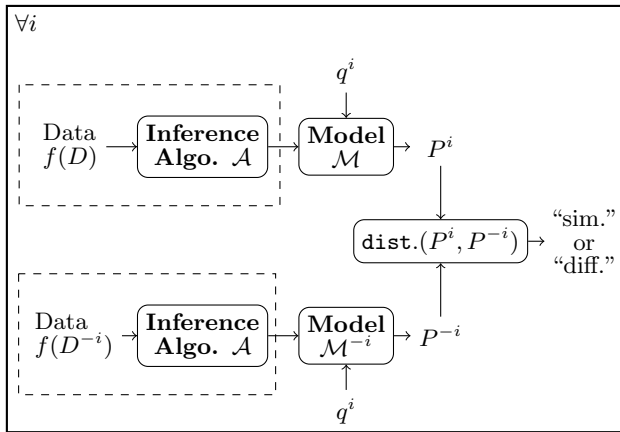 ∀i
q^i
Data
f(D)
Inference
Algo. 𝒜
Model
ℳ
P^i
dist.(P^i, P^{-i})
“sim.”
or
“diff.”
Data
f(D^{-i})
Inference
Algo. 𝒜
Model
ℳ^{-i}
P^{-i}
q^i